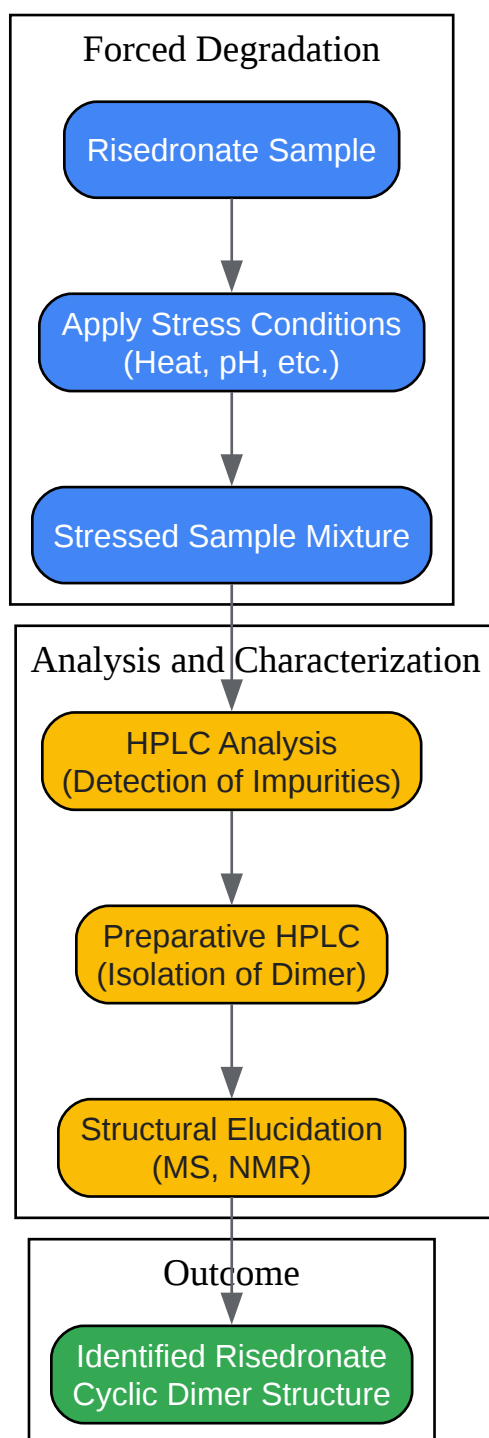 Forced Degradation
Risedronate Sample
Apply Stress Conditions
(Heat, pH, etc.)
Stressed Sample Mixture
Analysis and Characterization
HPLC Analysis
(Detection of Impurities)
Preparative HPLC
(Isolation of Dimer)
Structural Elucidation
(MS, NMR)
Outcome
Identified Risedronate
Cyclic Dimer Structure